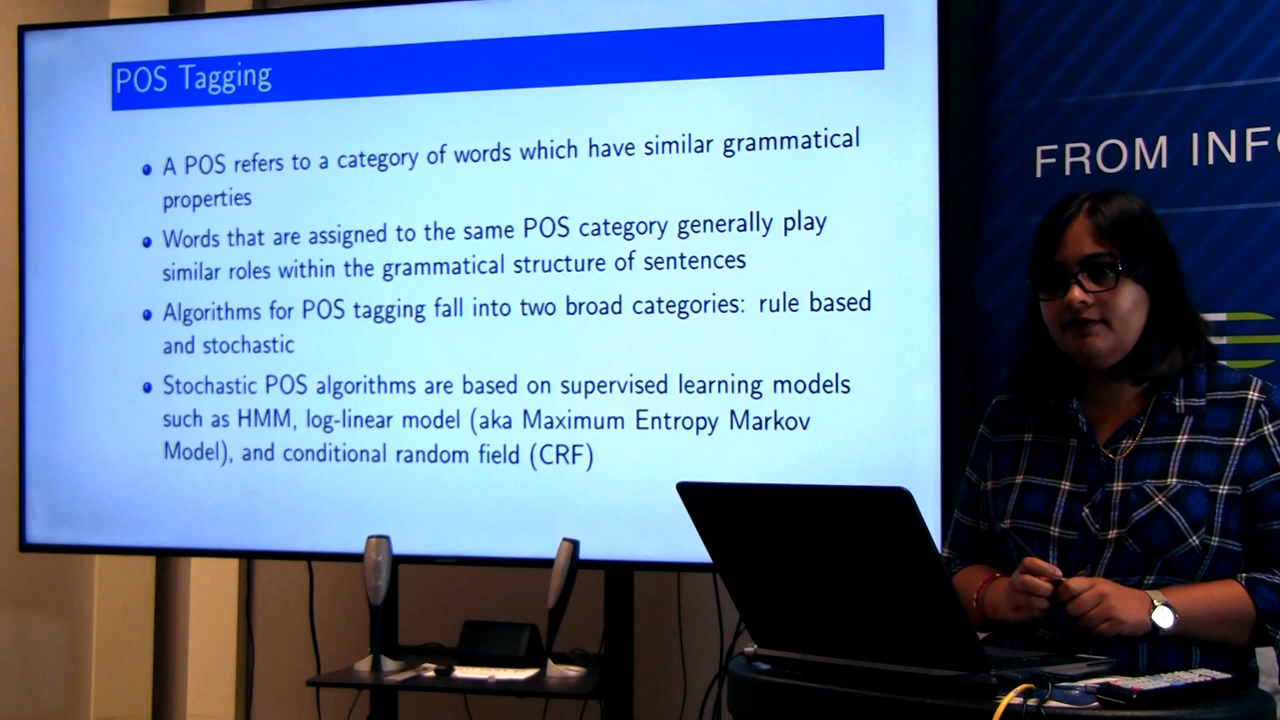 POS Tagging
A POS refers to a category of words which have similar grammatical
properties
Words that are assigned to the same POS category generally play
similar roles within the grammatical structure of sentences
Algorithms for POS tagging fall into two broad categories: rule based
and stochastic
Stochastic POS algorithms are based on supervised learning models
such as HMM, log-linear model (aka Maximum Entropy Markov
Model), and conditional random field (CRF)
FROM INFO